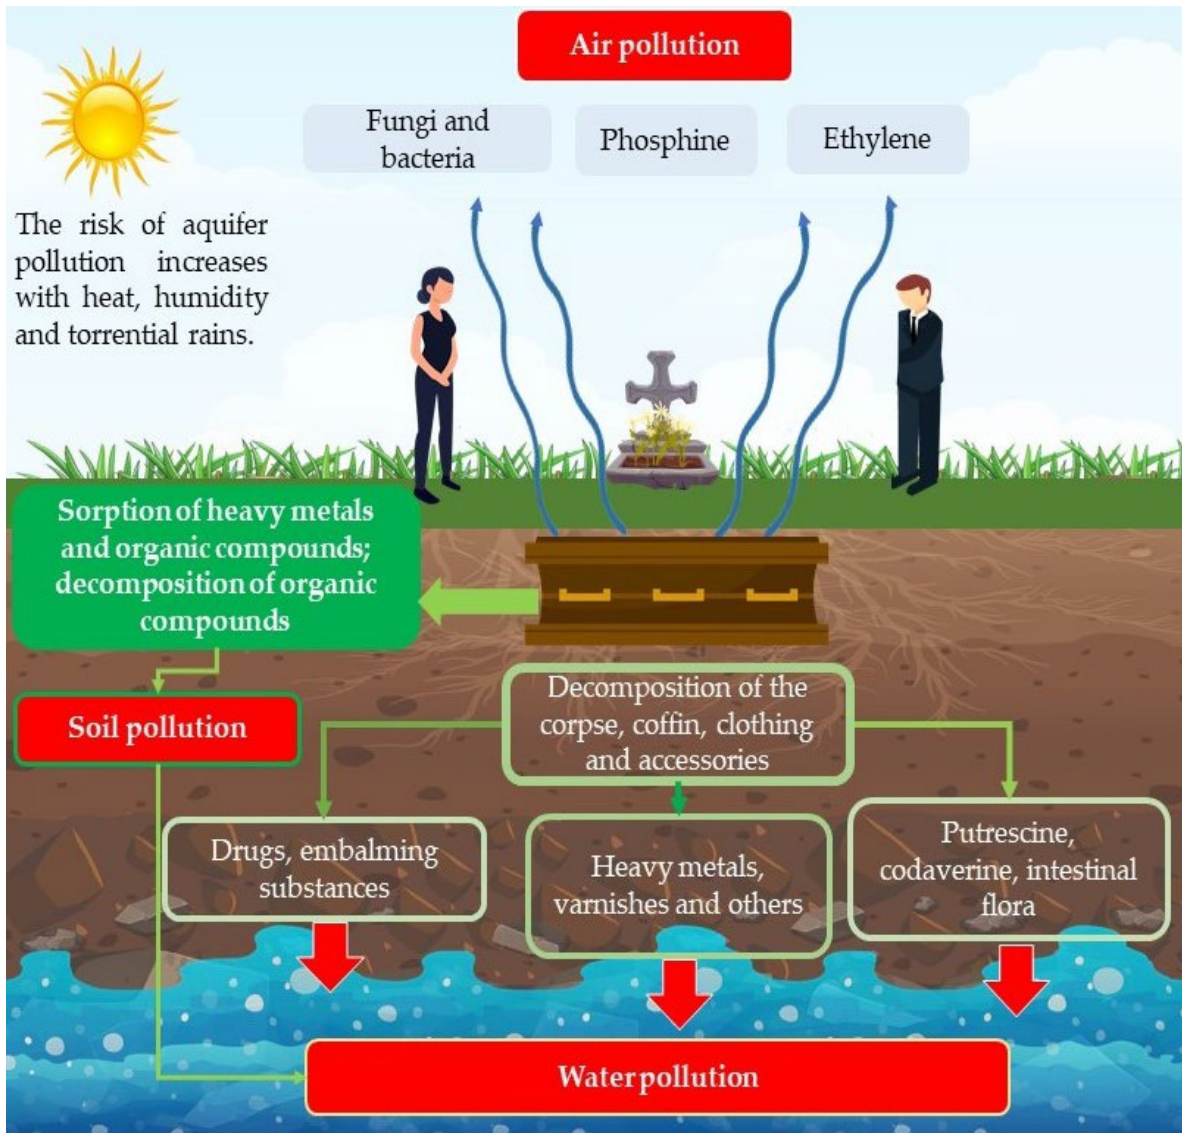 Air pollution
Fungi and
bacteria
Phosphine
Ethylene
The risk of aquifer
pollution increases
with heat, humidity
and torrential rains.
Sorption of heavy metals
and organic compounds;
decomposition of organic
compounds
Soil pollution
Decomposition of the
corpse, coffin, clothing
and accessories
Drugs, embalming
substances
Heavy metals,
varnishes and others
Putrescine,
codaverine, intestinal
flora
Water pollution